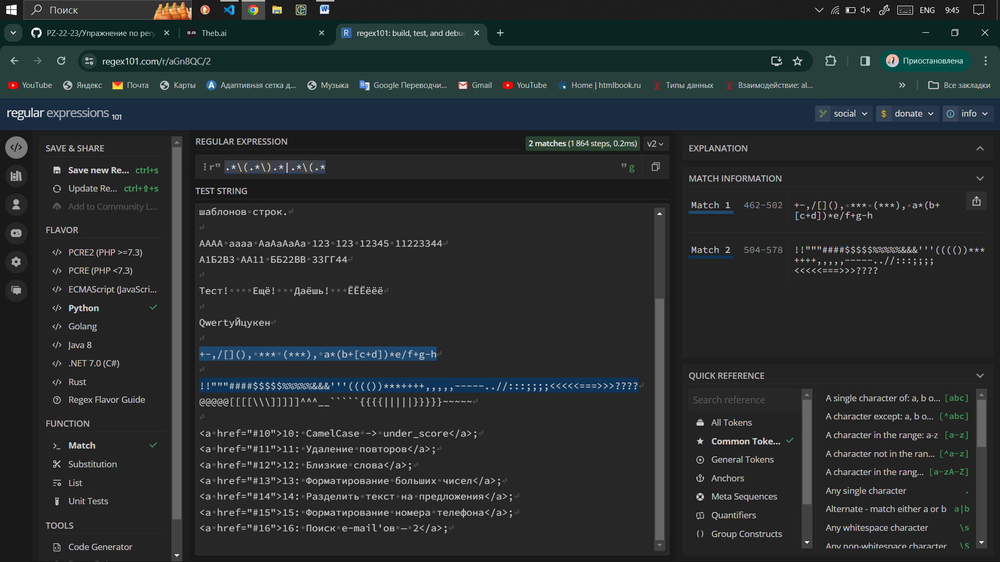 Поиск
ENG
9:45
PZ-22-23/Упражнение по регу
B AI
Theb.ai
R
regex101: build, test, and debug
regex101.com/r/aGn8QC/2
Приостановлена
YouTube
Яндекс
Почта
Карты
Адаптивная сетка д...
Музыка
Google Переводчи...
Gmail
YouTube
Home | htmlbook.ru
Типы данных
Взаимодействие: al...
»
Все закладки
regular expressions 101
social
$ donate
info
SAVE & SHARE
Save new Re... ctrl+s
Update Re... ctrl+⇧+s
Add to Community L...
FLAVOR
</> PCRE2 (PHP >=7.3)
</> PCRE (PHP <7.3)
</> ECMAScript (JavaScri...
</> Python
</> Golang
</> Java 8
</> .NET 7.0 (C#)
</> Rust
Regex Flavor Guide
FUNCTION
Match
Substitution
List
Unit Tests
TOOLS
Code Generator
REGULAR EXPRESSION
2 matches (1 864 steps, 0.2ms)
v2
r" .*\(.*\).*|.*\(.* " g
TEST STRING
шаблонов строк.
АААА аааа АаАаАаАа 123 123 12345 11223344
А1Б2В3 АА11 ББ22ВВ 33ГГ44
Тест!    Ещё!   Даёшь!   ЁЁЁёёё
QwertyЙцукен
+-,/[](), *** (***), a*(b+[c+d])*e/f+g-h
!!"""####$$$$$%%%%%&&&'''(((())***++++,,,,,-----..//:::;;;;<<<<<===>>>????
@@@@@[[[[\\\]]]]]^^^__`````{{{{|||||}}}}}~~~~~
<a href="#10">10: CamelCase -> under_score</a>;
<a href="#11">11: Удаление повторов</a>;
<a href="#12">12: Близкие слова</a>;
<a href="#13">13: Форматирование больших чисел</a>;
<a href="#14">14: Разделить текст на предложения</a>;
<a href="#15">15: Форматирование номера телефона</a>;
<a href="#16">16: Поиск e-mail'ов — 2</a>;
EXPLANATION
MATCH INFORMATION
Match 1 462-502 +-,/[](), *** (***), a*(b+
[c+d])*e/f+g-h
Match 2 504-578 !!"""####$$$$$%%%%%&&&'''(((())***
++++,,,,,-----..//:::;;;;
<<<<<===>>>????
QUICK REFERENCE
Search reference
All Tokens
Common Toke...
General Tokens
Anchors
Meta Sequences
Quantifiers
Group Constructs
A single character of: a, b o... [abc]
A character except: a, b o... [^abc]
A character in the range: a-z [a-z]
A character not in the ran... [^a-z]
A character in the rang... [a-zA-Z]
Any single character .
Alternate - match either a or b a|b
Any whitespace character \s
Any non-whitespace character \S